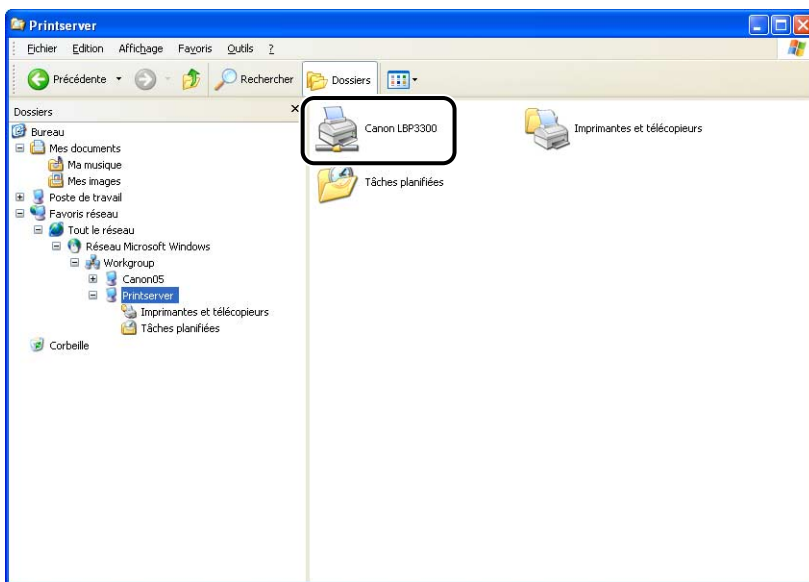 Printserver
Fichier Edition Affichage Favoris Outils ?
Précédente Rechercher Dossiers
Dossiers
Bureau
Mes documents
Ma musique
Mes images
Poste de travail
Favoris réseau
Tout le réseau
Réseau Microsoft Windows
Workgroup
Canon05
Printserver
Imprimantes et télécopieurs
Tâches planifiées
Corbeille
Canon LBP3300
Imprimantes et télécopieurs
Tâches planifiées